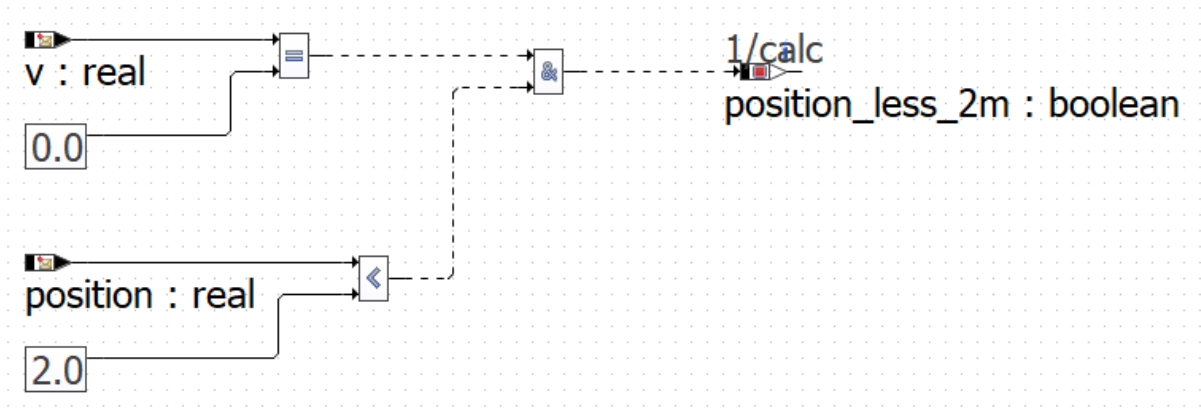 1/calc
v : real
=
&
position_less_2m : boolean
0.0
position : real
<
2.0